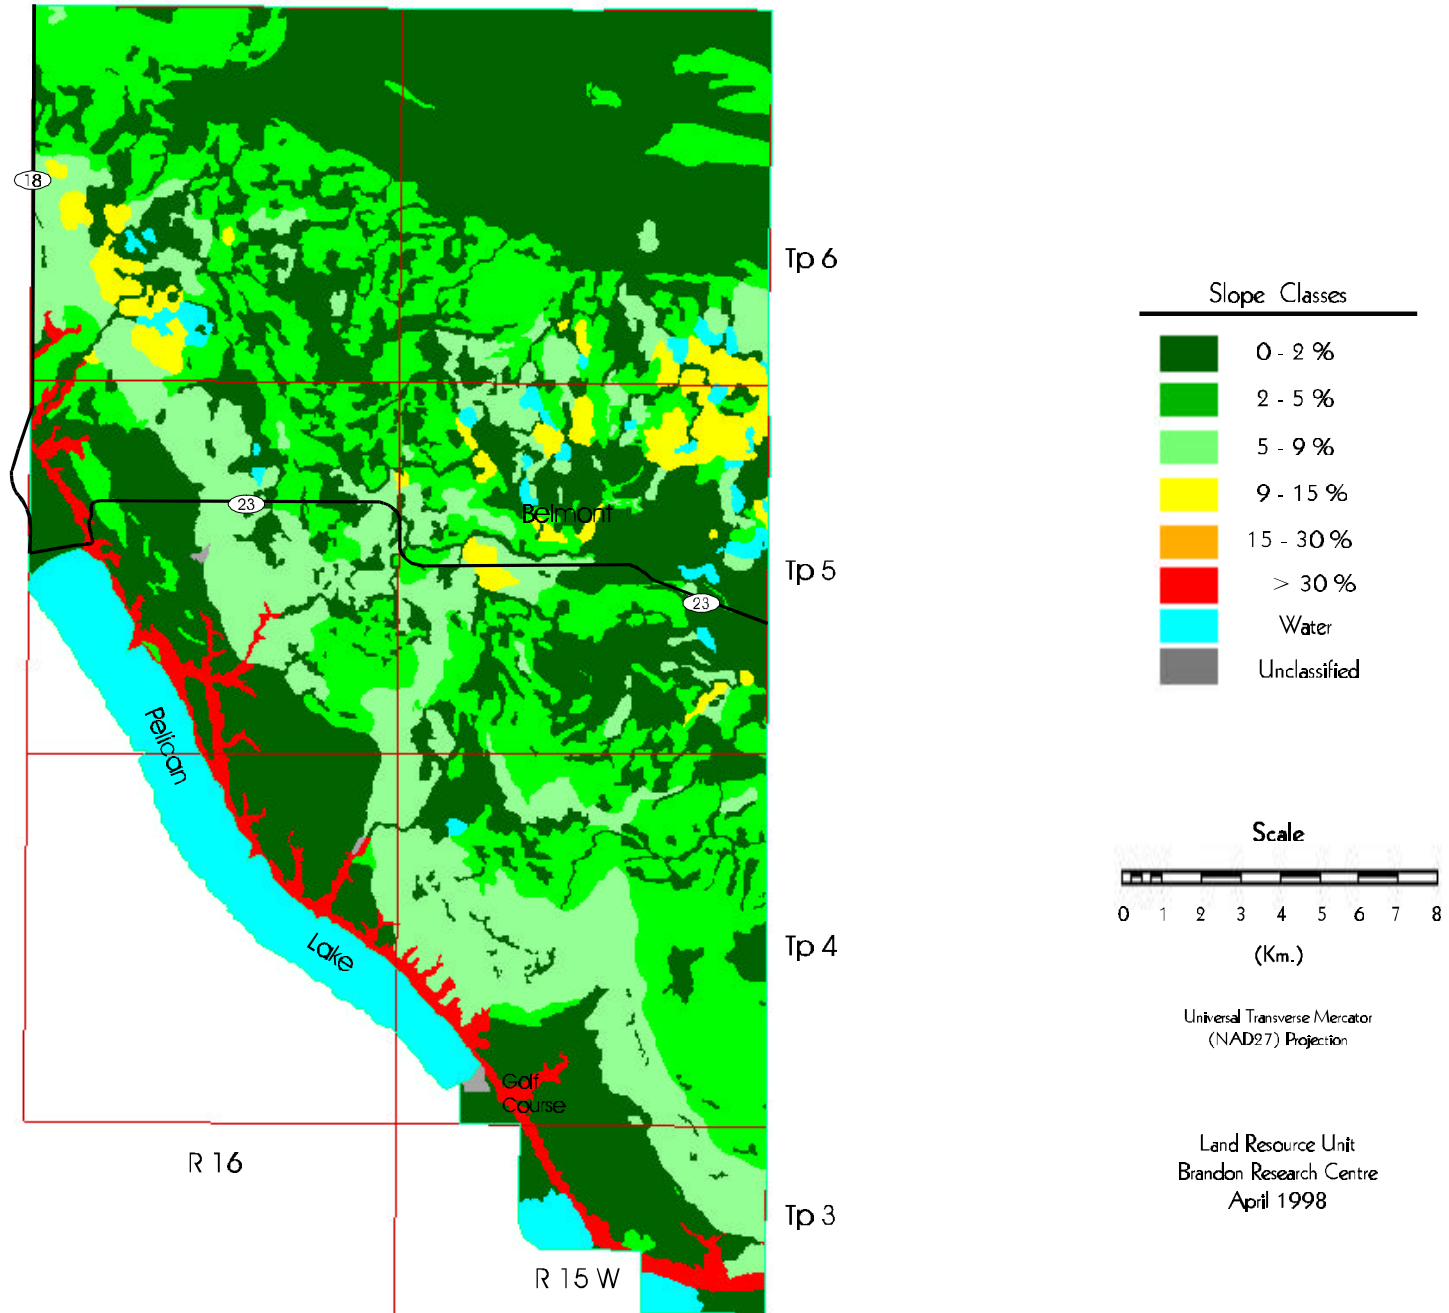 18
Tp 6
23
Belmont
Tp 5
23
Pelican
Lake
Tp 4
Golf
Course
R 16
Tp 3
R 15 W
Slope Classes
0 - 2 %
2 - 5 %
5 - 9 %
9 - 15 %
15 - 30 %
> 30 %
Water
Unclassified
Scale
0 1 2 3 4 5 6 7 8
(Km.)
Universal Transverse Mercator
(NAD27) Projection
Land Resource Unit
Brandon Research Centre
April 1998